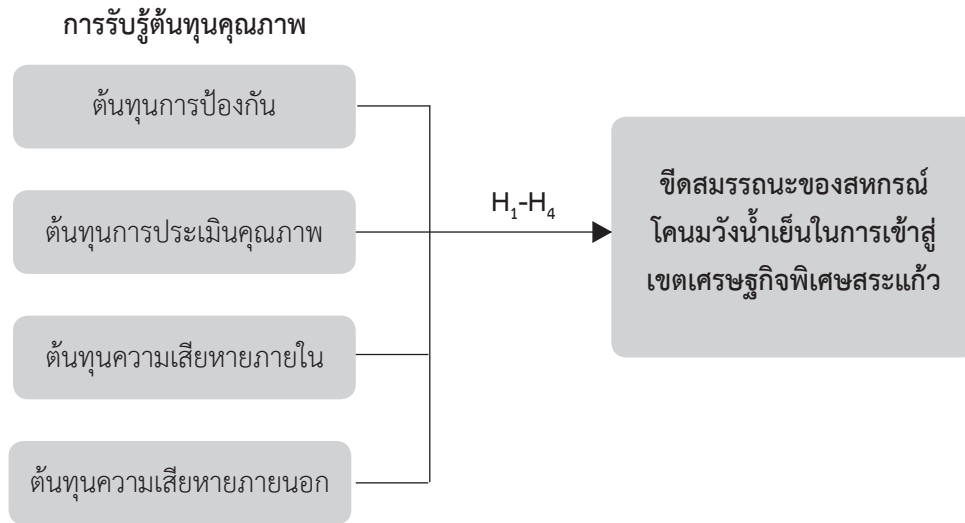 การรับรู้ต้นทุนคุณภาพ
ต้นทุนการป้องกัน
ต้นทุนการประเมินคุณภาพ
ต้นทุนความเสียหายภายใน
ต้นทุนความเสียหายภายนอก
H₁-H₄
ขีดสมรรถนะของสหกรณ์
โคนมวังน้ำเย็นในการเข้าสู่
เขตเศรษฐกิจพิเศษสระแก้ว